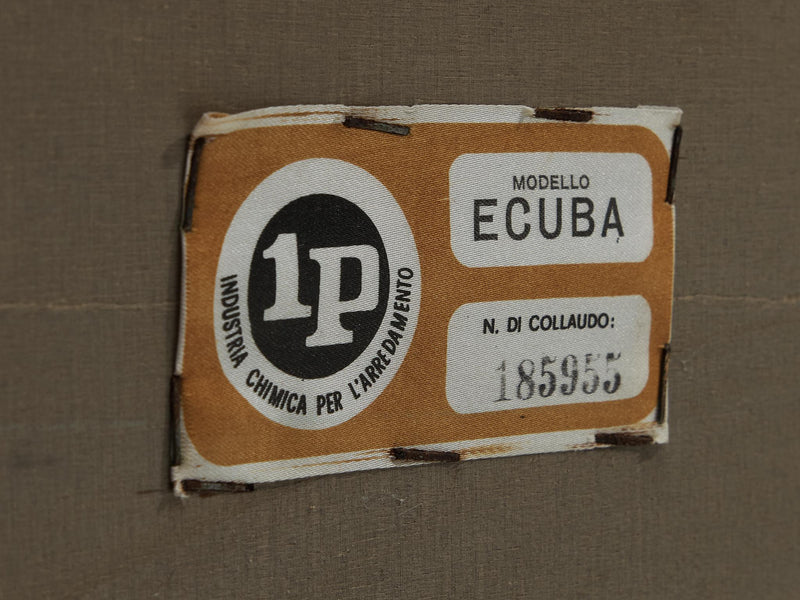 1P
INDUSTRIA CHIMICA PER L'ARREDAMENTO
MODELLO
ECUBA
N. DI COLLAUDO:
185955